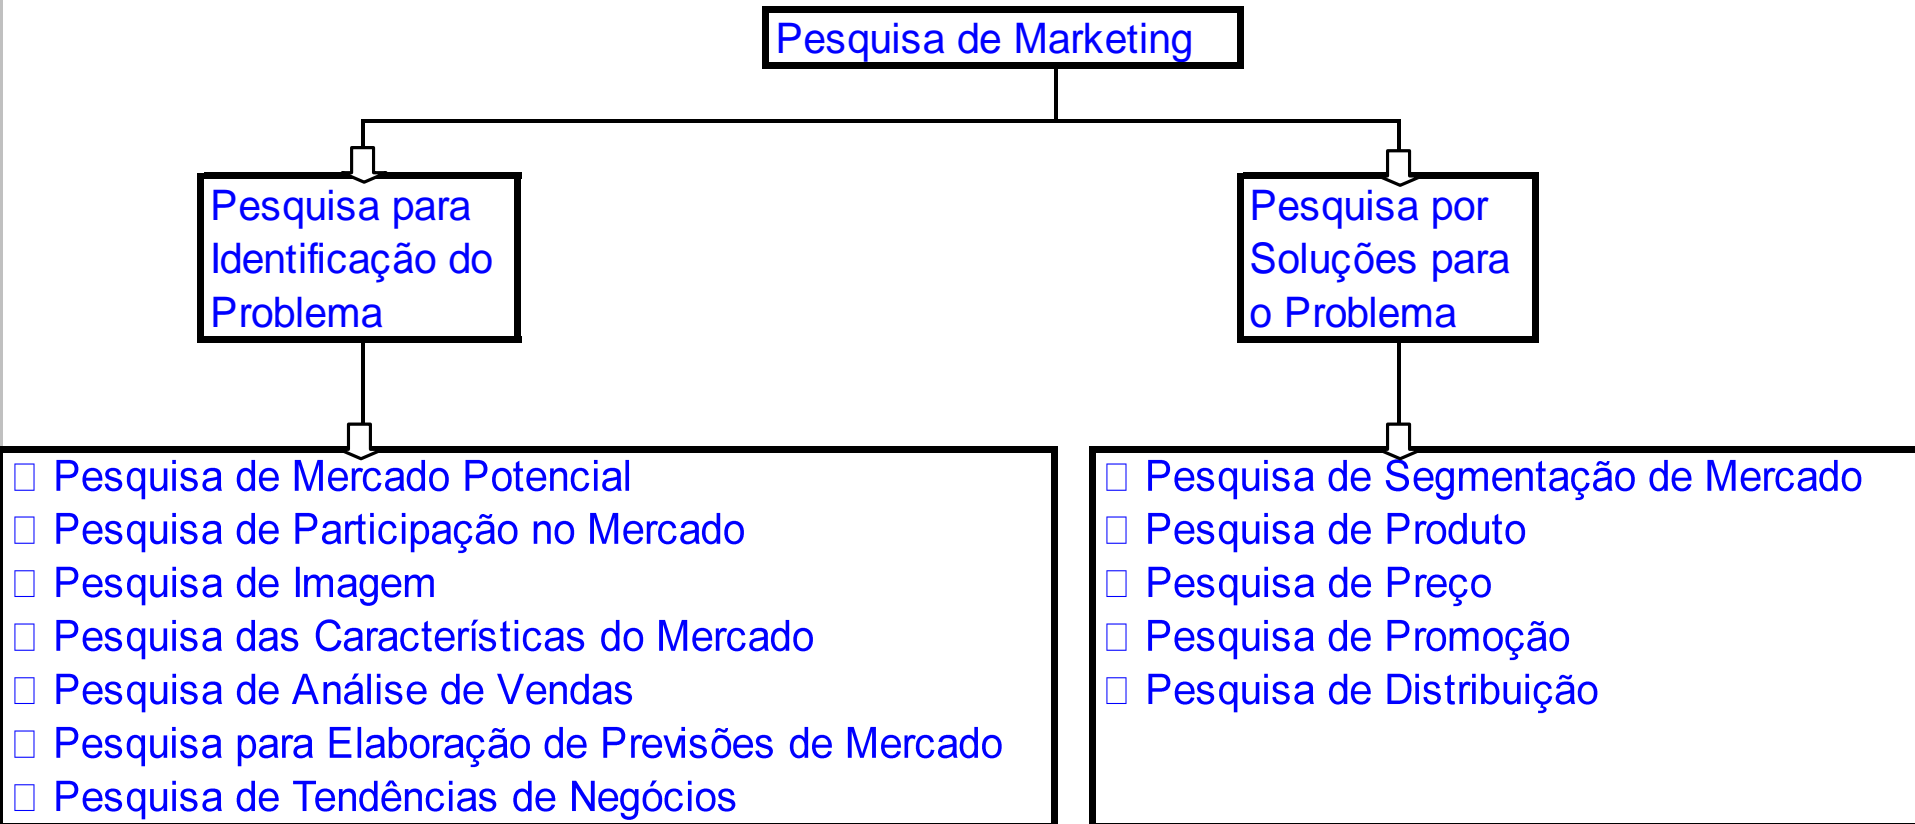 Pesquisa de Marketing
Pesquisa para
Identificação do
Problema
Pesquisa por
Soluções para
o Problema
□ Pesquisa de Mercado Potencial
□ Pesquisa de Participação no Mercado
□ Pesquisa de Imagem
□ Pesquisa das Características do Mercado
□ Pesquisa de Análise de Vendas
□ Pesquisa para Elaboração de Previsões de Mercado
□ Pesquisa de Tendências de Negócios
□ Pesquisa de Segmentação de Mercado
□ Pesquisa de Produto
□ Pesquisa de Preço
□ Pesquisa de Promoção
□ Pesquisa de Distribuição